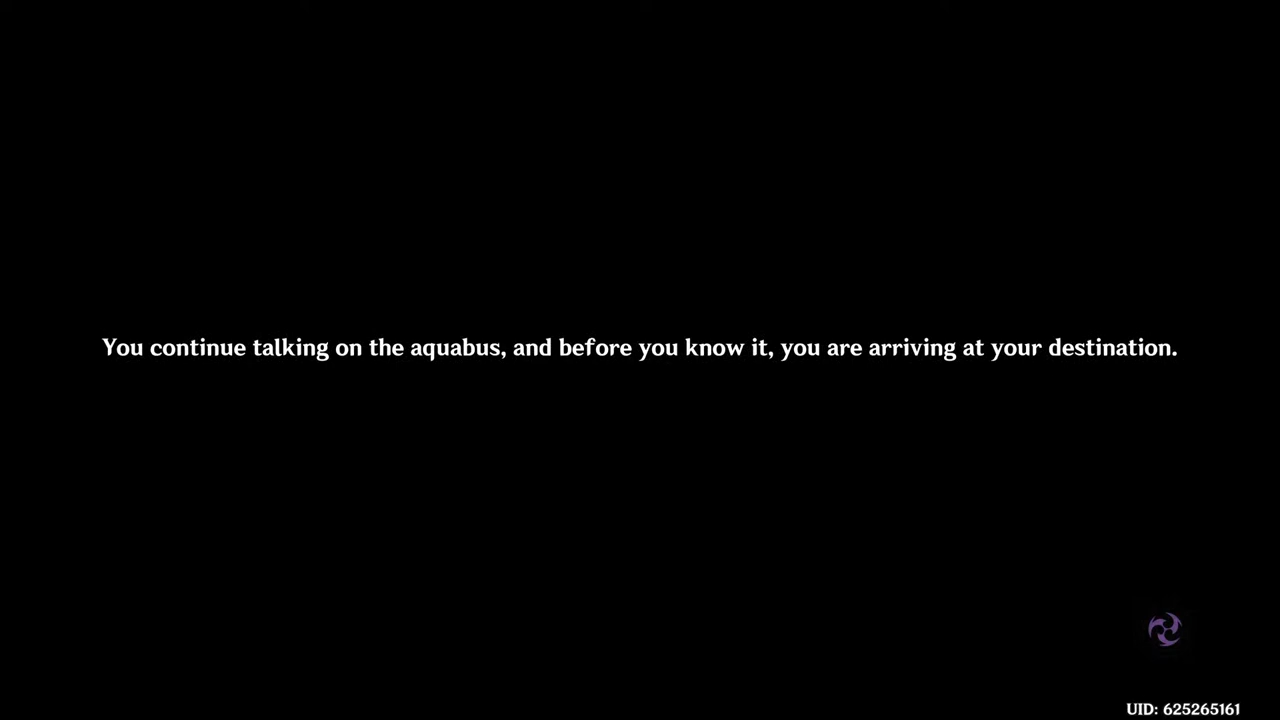 You continue talking on the aquabus, and before you know it, you are arriving at your destination.
UID: 625265161